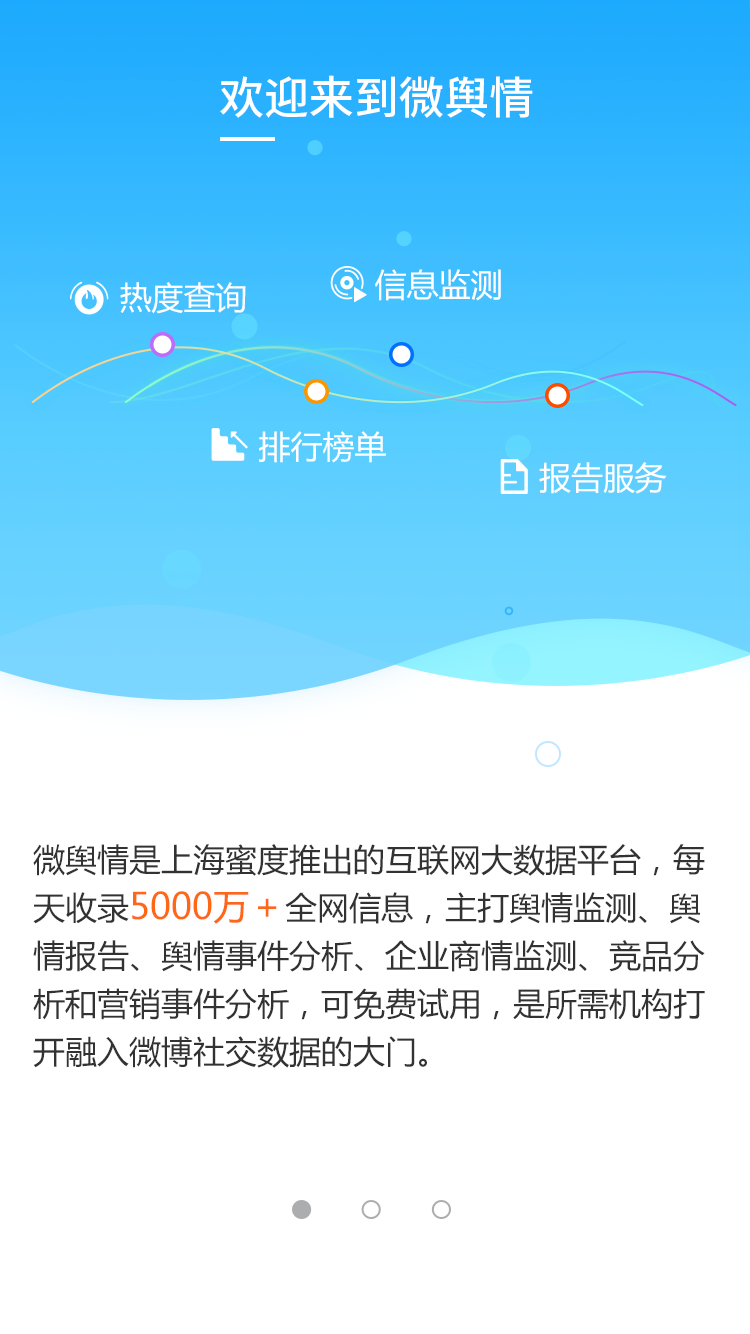 欢迎来到微舆情
热度查询
信息监测
排行榜单
报告服务
微舆情是上海蜜度推出的互联网大数据平台，每
天收录5000万＋全网信息，主打舆情监测、舆
情报告、舆情事件分析、企业商情监测、竞品分
析和营销事件分析，可免费试用，是所需机构打
开融入微博社交数据的大门。